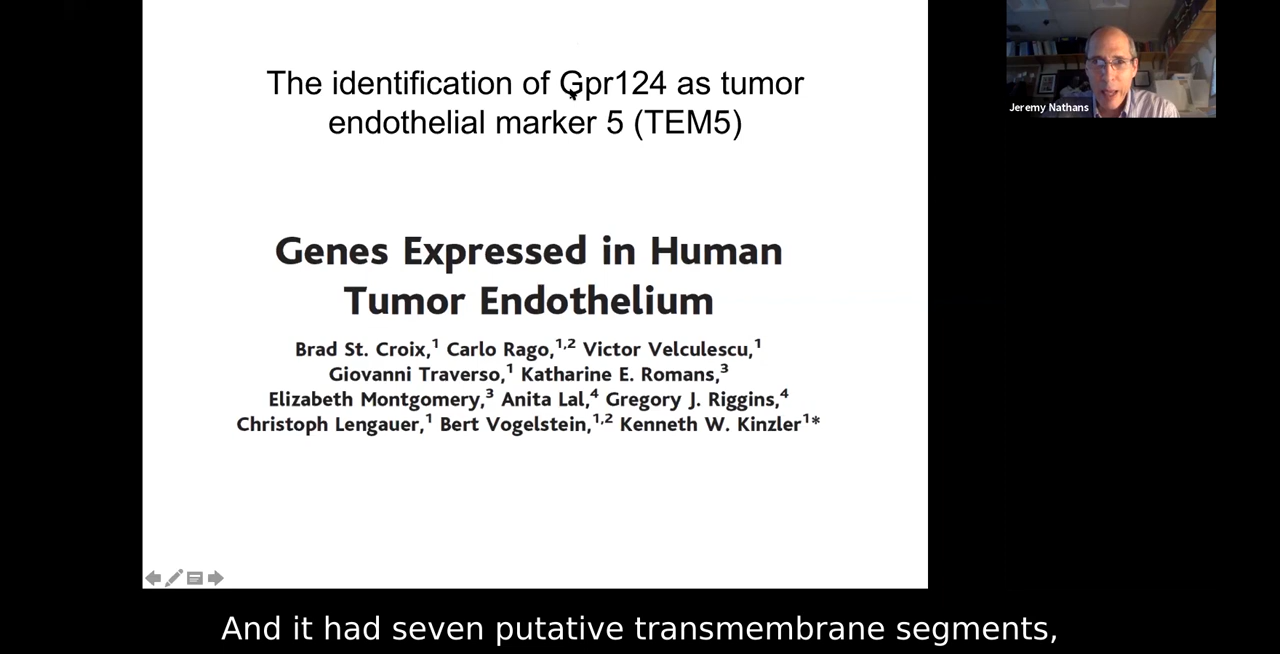 The identification of Gpr124 as tumor
endothelial marker 5 (TEM5)
Jeremy Nathans
Genes Expressed in Human
Tumor Endothelium
Brad St. Croix,¹ Carlo Rago,¹,² Victor Velculescu,¹
Giovanni Traverso,¹ Katharine E. Romans,³
Elizabeth Montgomery,³ Anita Lal,⁴ Gregory J. Riggins,⁴
Christoph Lengauer,¹ Bert Vogelstein,¹,² Kenneth W. Kinzler¹*
And it had seven putative transmembrane segments,